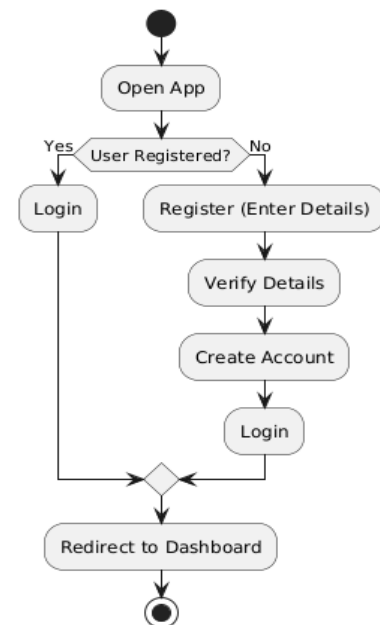 Open App
Yes
User Registered?
No
Login
Register (Enter Details)
Verify Details
Create Account
Login
Redirect to Dashboard